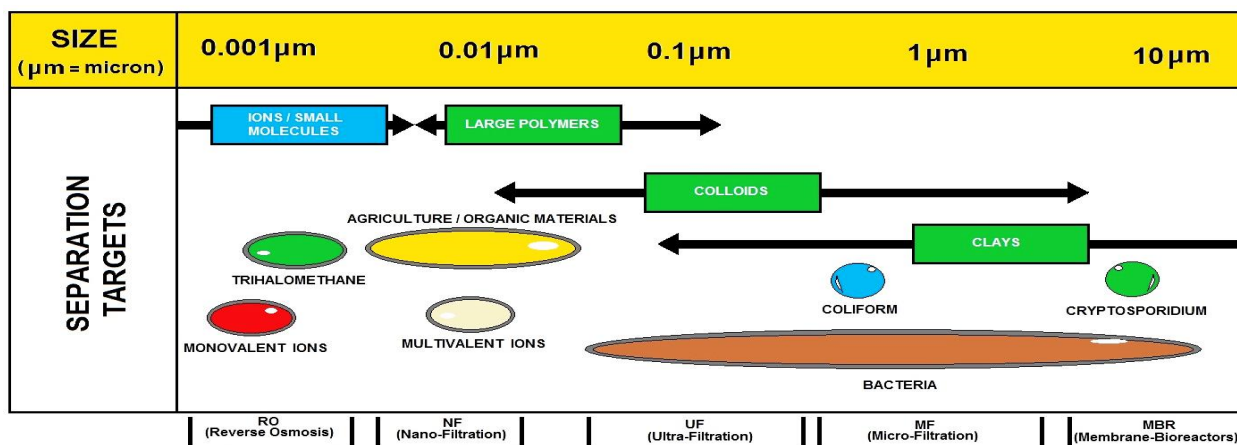 SIZE
(µm = micron)
0.001µm
0.01µm
0.1µm
1µm
10µm
SEPARATION
TARGETS
IONS / SMALL
MOLECULES
LARGE POLYMERS
COLLOIDS
AGRICULTURE / ORGANIC MATERIALS
CLAYS
TRIHALOMETHANE
COLIFORM
CRYPTOSPORIDIUM
MONOVALENT IONS
MULTIVALENT IONS
BACTERIA
RO
(Reverse Osmosis)
NF
(Nano-Filtration)
UF
(Ultra-Filtration)
MF
(Micro-Filtration)
MBR
(Membrane-Bioreactors)